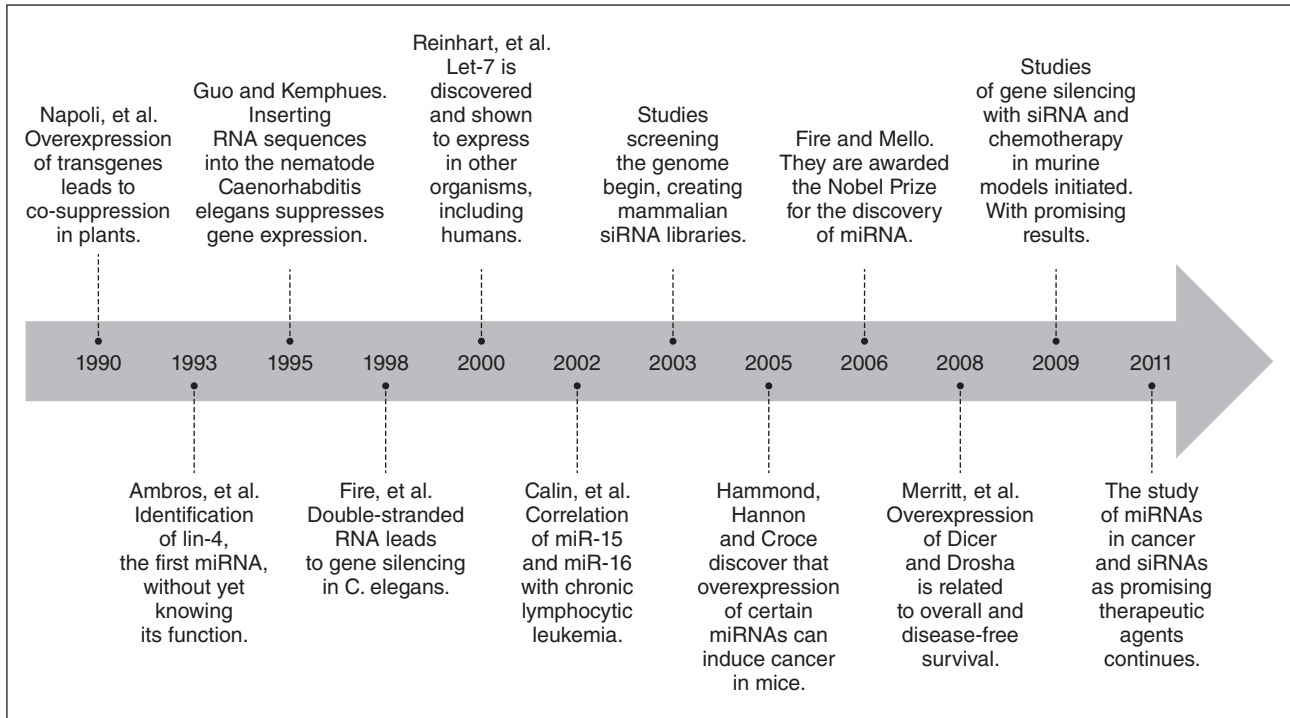 Napoli, et al.
Overexpression
of transgenes
leads to
co-suppression
in plants.
Guo and Kemphues.
Inserting
RNA sequences
into the nematode
Caenorhabditis
elegans suppresses
gene expression.
Reinhart, et al.
Let-7 is
discovered
and shown
to express
in other
organisms,
including
humans.
Studies
screening
the genome
begin, creating
mammalian
siRNA libraries.
Fire and Mello.
They are awarded
the Nobel Prize
for the discovery
of miRNA.
Studies
of gene silencing
with siRNA and
chemotherapy
in murine
models initiated.
With promising
results.
1990 1993 1995 1998 2000 2002 2003 2005 2006 2008 2009 2011
Ambros, et al.
Identification
of lin-4,
the first miRNA,
without yet
knowing
its function.
Fire, et al.
Double-stranded
RNA leads
to gene silencing
in C. elegans.
Calin, et al.
Correlation
of miR-15
and miR-16
with chronic
lymphocytic
leukemia.
Hammond,
Hannon
and Croce
discover that
overexpression
of certain
miRNAs can
induce cancer
in mice.
Merritt, et al.
Overexpression
of Dicer
and Drosha
is related
to overall and
disease-free
survival.
The study
of miRNAs
in cancer
and siRNAs
as promising
therapeutic
agents
continues.